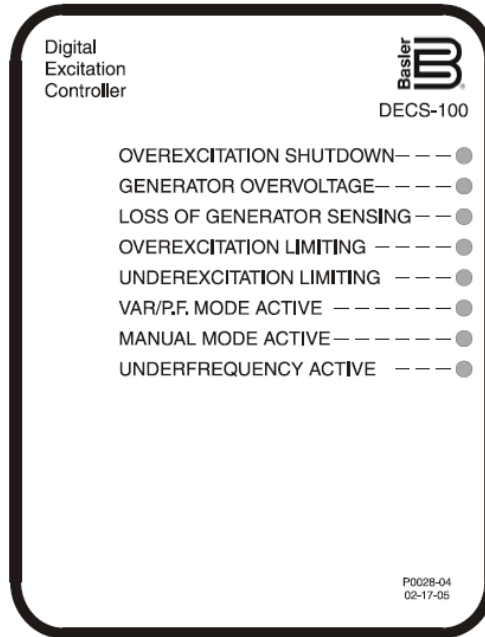 Digital
Excitation
Controller
Basler
DECS-100
OVEREXCITATION SHUTDOWN
GENERATOR OVERVOLTAGE
LOSS OF GENERATOR SENSING
OVEREXCITATION LIMITING
UNDEREXCITATION LIMITING
VAR/P.F. MODE ACTIVE
MANUAL MODE ACTIVE
UNDERFREQUENCY ACTIVE
P0028-04
02-17-05